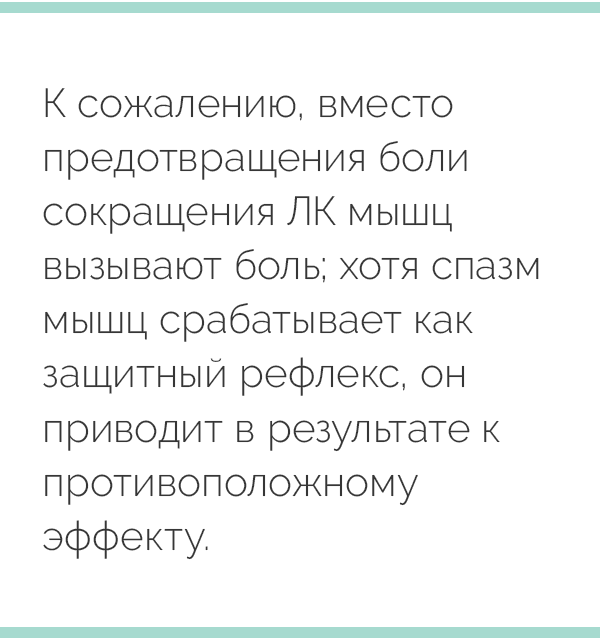 К сожалению, вместо
предотвращения боли
сокращения ЛК мышц
вызывают боль; хотя спазм
мышц срабатывает как
защитный рефлекс, он
приводит в результате к
противоположному
эффекту.